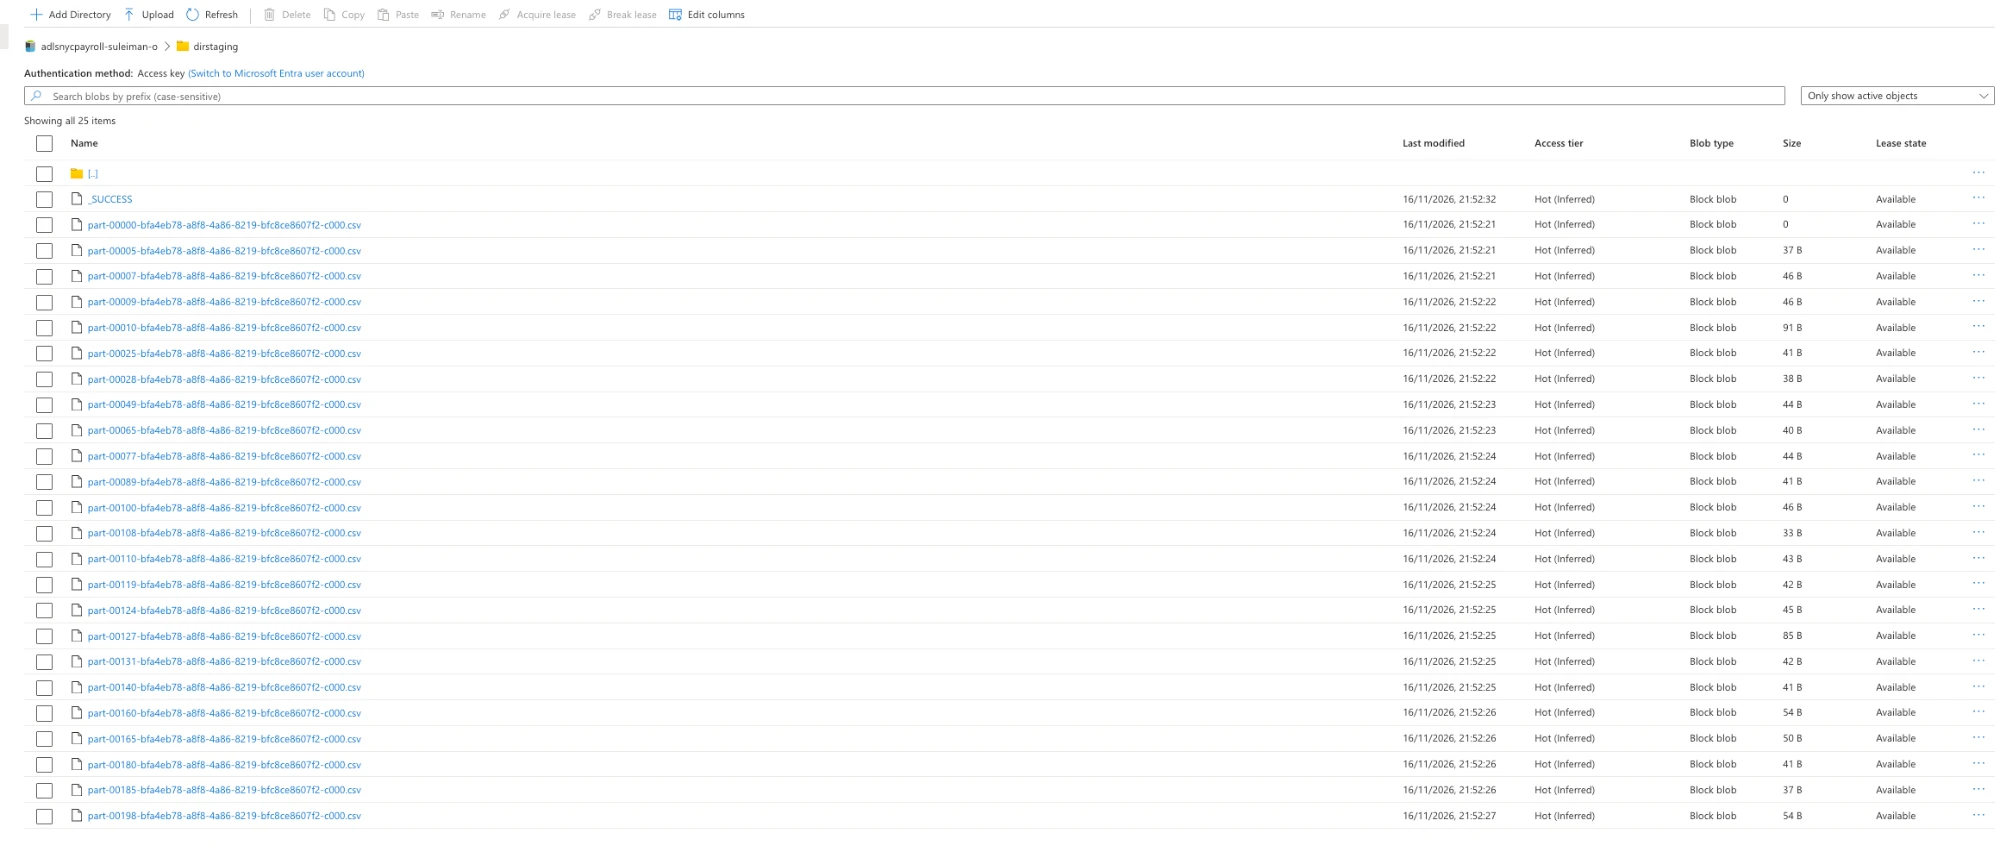 Add Directory Upload Refresh Delete Copy Paste Rename Acquire lease Break lease Edit columns
adlsnycpayroll-suleiman-o > dirstaging
Authentication method: Access key (Switch to Microsoft Entra user account)
Search blobs by prefix (case-sensitive) Only show active objects
Showing all 25 items
Name Last modified Access tier Blob type Size Lease state
[..] ...
_SUCCESS 16/11/2026, 21:52:32 Hot (Inferred) Block blob 0 Available ...
part-00000-bfa4eb78-a8f8-4a86-8219-bfc8ce8607f2-c000.csv 16/11/2026, 21:52:21 Hot (Inferred) Block blob 0 Available ...
part-00005-bfa4eb78-a8f8-4a86-8219-bfc8ce8607f2-c000.csv 16/11/2026, 21:52:21 Hot (Inferred) Block blob 37 B Available ...
part-00007-bfa4eb78-a8f8-4a86-8219-bfc8ce8607f2-c000.csv 16/11/2026, 21:52:21 Hot (Inferred) Block blob 46 B Available ...
part-00009-bfa4eb78-a8f8-4a86-8219-bfc8ce8607f2-c000.csv 16/11/2026, 21:52:22 Hot (Inferred) Block blob 46 B Available ...
part-00010-bfa4eb78-a8f8-4a86-8219-bfc8ce8607f2-c000.csv 16/11/2026, 21:52:22 Hot (Inferred) Block blob 91 B Available ...
part-00025-bfa4eb78-a8f8-4a86-8219-bfc8ce8607f2-c000.csv 16/11/2026, 21:52:22 Hot (Inferred) Block blob 41 B Available ...
part-00028-bfa4eb78-a8f8-4a86-8219-bfc8ce8607f2-c000.csv 16/11/2026, 21:52:22 Hot (Inferred) Block blob 38 B Available ...
part-00049-bfa4eb78-a8f8-4a86-8219-bfc8ce8607f2-c000.csv 16/11/2026, 21:52:23 Hot (Inferred) Block blob 44 B Available ...
part-00065-bfa4eb78-a8f8-4a86-8219-bfc8ce8607f2-c000.csv 16/11/2026, 21:52:23 Hot (Inferred) Block blob 40 B Available ...
part-00077-bfa4eb78-a8f8-4a86-8219-bfc8ce8607f2-c000.csv 16/11/2026, 21:52:24 Hot (Inferred) Block blob 44 B Available ...
part-00089-bfa4eb78-a8f8-4a86-8219-bfc8ce8607f2-c000.csv 16/11/2026, 21:52:24 Hot (Inferred) Block blob 41 B Available ...
part-00100-bfa4eb78-a8f8-4a86-8219-bfc8ce8607f2-c000.csv 16/11/2026, 21:52:24 Hot (Inferred) Block blob 46 B Available ...
part-00108-bfa4eb78-a8f8-4a86-8219-bfc8ce8607f2-c000.csv 16/11/2026, 21:52:24 Hot (Inferred) Block blob 33 B Available ...
part-00110-bfa4eb78-a8f8-4a86-8219-bfc8ce8607f2-c000.csv 16/11/2026, 21:52:24 Hot (Inferred) Block blob 43 B Available ...
part-00119-bfa4eb78-a8f8-4a86-8219-bfc8ce8607f2-c000.csv 16/11/2026, 21:52:25 Hot (Inferred) Block blob 42 B Available ...
part-00124-bfa4eb78-a8f8-4a86-8219-bfc8ce8607f2-c000.csv 16/11/2026, 21:52:25 Hot (Inferred) Block blob 45 B Available ...
part-00127-bfa4eb78-a8f8-4a86-8219-bfc8ce8607f2-c000.csv 16/11/2026, 21:52:25 Hot (Inferred) Block blob 85 B Available ...
part-00131-bfa4eb78-a8f8-4a86-8219-bfc8ce8607f2-c000.csv 16/11/2026, 21:52:25 Hot (Inferred) Block blob 42 B Available ...
part-00140-bfa4eb78-a8f8-4a86-8219-bfc8ce8607f2-c000.csv 16/11/2026, 21:52:25 Hot (Inferred) Block blob 41 B Available ...
part-00160-bfa4eb78-a8f8-4a86-8219-bfc8ce8607f2-c000.csv 16/11/2026, 21:52:26 Hot (Inferred) Block blob 54 B Available ...
part-00165-bfa4eb78-a8f8-4a86-8219-bfc8ce8607f2-c000.csv 16/11/2026, 21:52:26 Hot (Inferred) Block blob 50 B Available ...
part-00180-bfa4eb78-a8f8-4a86-8219-bfc8ce8607f2-c000.csv 16/11/2026, 21:52:26 Hot (Inferred) Block blob 41 B Available ...
part-00185-bfa4eb78-a8f8-4a86-8219-bfc8ce8607f2-c000.csv 16/11/2026, 21:52:26 Hot (Inferred) Block blob 37 B Available ...
part-00198-bfa4eb78-a8f8-4a86-8219-bfc8ce8607f2-c000.csv 16/11/2026, 21:52:27 Hot (Inferred) Block blob 54 B Available ...